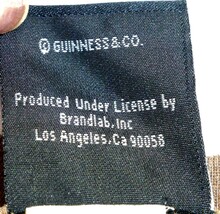 © GUINNESS & CO.
Produced Under License by
Brandlab, Inc
Los Angeles, Ca 90058